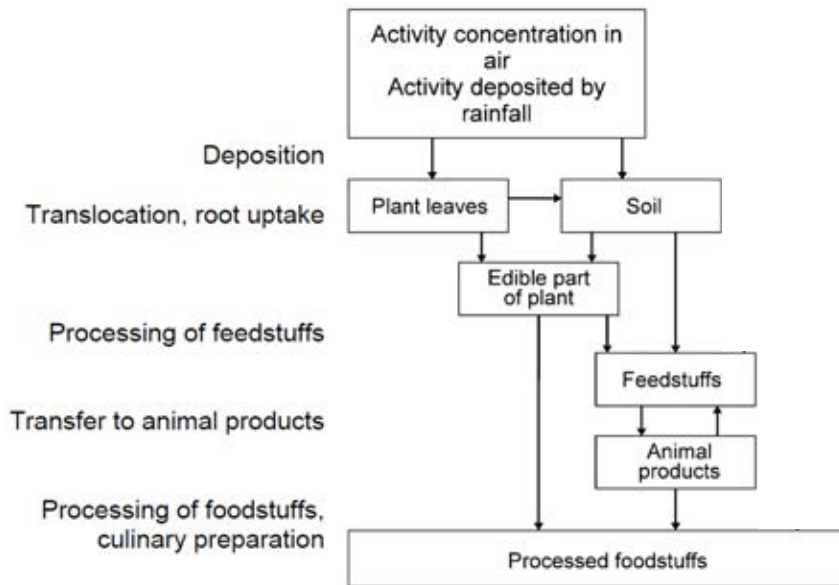 Activity concentration in
air
Activity deposited by
rainfall
Deposition
Plant leaves
Soil
Translocation, root uptake
Edible part
of plant
Processing of feedstuffs
Feedstuffs
Transfer to animal products
Animal
products
Processing of foodstuffs,
culinary preparation
Processed foodstuffs